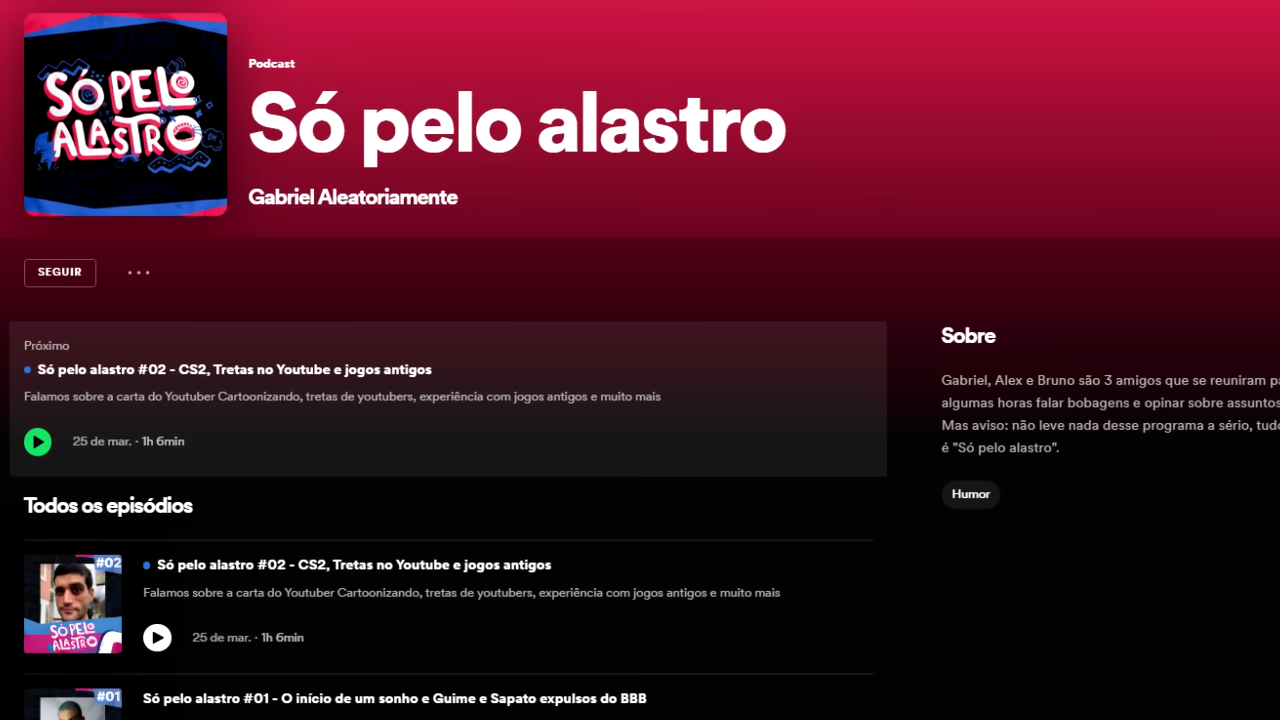 SÓ PELO
ALASTRO
Podcast
Só pelo alastro
Gabriel Aleatoriamente
SEGUIR
Próximo
Só pelo alastro #02 - CS2, Tretas no Youtube e jogos antigos
Falamos sobre a carta do Youtuber Cartoonizando, tretas de youtubers, experiência com jogos antigos e muito mais
25 de mar. · 1h 6min
Sobre
Gabriel, Alex e Bruno são 3 amigos que se reuniram
algumas horas falar bobagens e opinar sobre assuntos
Mas aviso: não leve nada desse programa a sério,
é "Só pelo alastro".
Humor
Todos os episódios
#02
SÓ PELO
ALASTRO
Só pelo alastro #02 - CS2, Tretas no Youtube e jogos antigos
Falamos sobre a carta do Youtuber Cartoonizando, tretas de youtubers, experiência com jogos antigos e muito mais
25 de mar. · 1h 6min
#01
Só pelo alastro #01 - O início de um sonho e Guime e Sapato expulsos do BBB